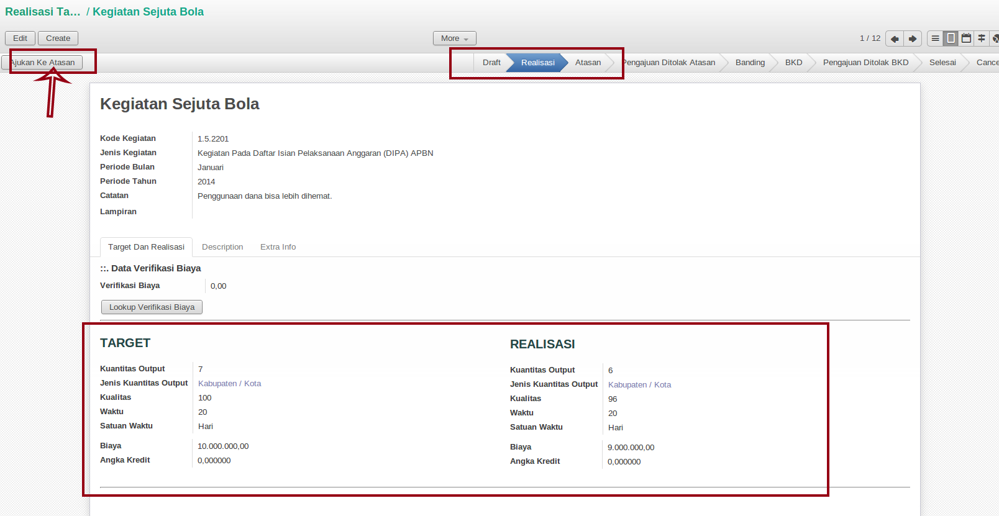 Realisasi Ta... / Kegiatan Sejuta Bola
Edit Create More 1 / 12
Ajukan Ke Atasan Draft Realisasi Atasan Pengajuan Ditolak Atasan Banding BKD Pengajuan Ditolak BKD Selesai Cance
Kegiatan Sejuta Bola
Kode Kegiatan 1.5.2201
Jenis Kegiatan Kegiatan Pada Daftar Isian Pelaksanaan Anggaran (DIPA) APBN
Periode Bulan Januari
Periode Tahun 2014
Catatan Penggunaan dana bisa lebih dihemat.
Lampiran
Target Dan Realisasi Description Extra Info
::. Data Verifikasi Biaya
Verifikasi Biaya 0,00
Lookup Verifikasi Biaya
TARGET
Kuantitas Output 7
Jenis Kuantitas Output Kabupaten / Kota
Kualitas 100
Waktu 20
Satuan Waktu Hari
Biaya 10.000.000,00
Angka Kredit 0,000000
REALISASI
Kuantitas Output 6
Jenis Kuantitas Output Kabupaten / Kota
Kualitas 96
Waktu 20
Satuan Waktu Hari
Biaya 9.000.000,00
Angka Kredit 0,000000